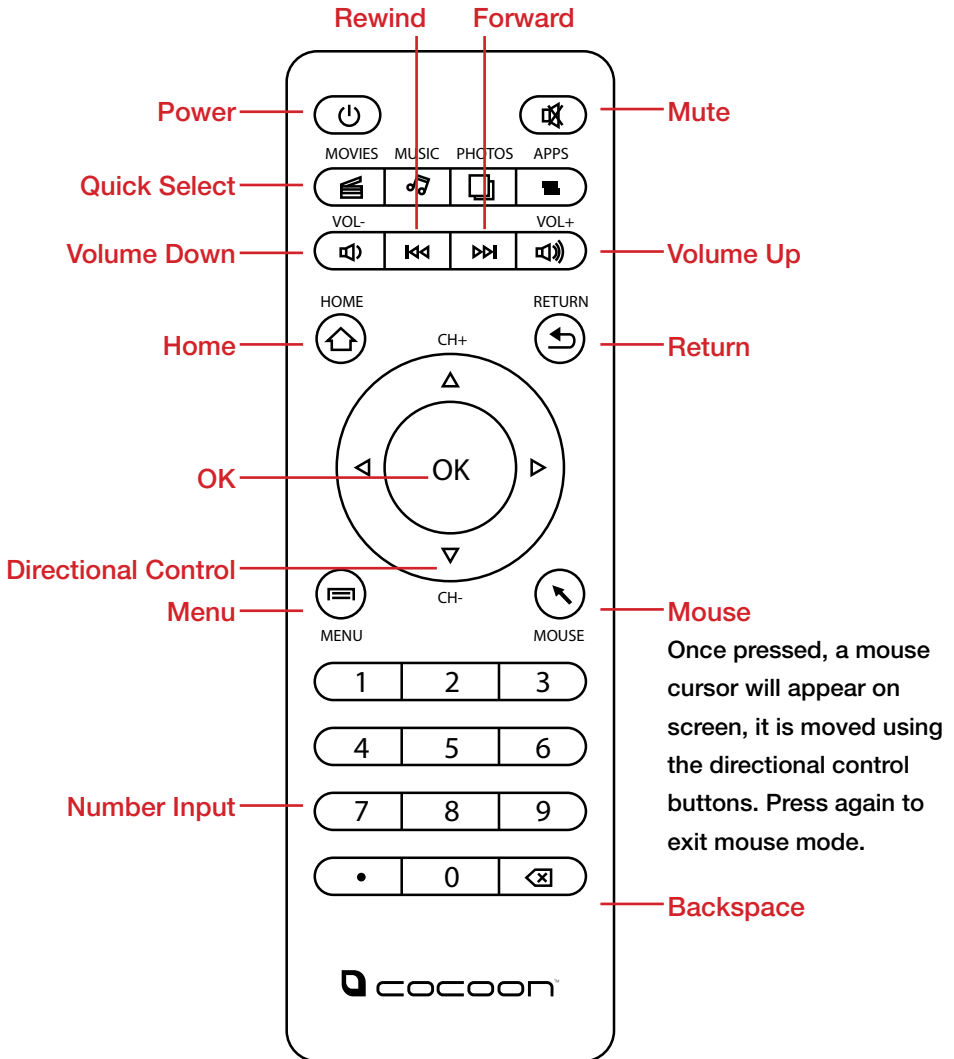 Rewind Forward
Power
Mute
MOVIES MUSIC PHOTOS APPS
Quick Select
VOL- VOL+
Volume Down
Volume Up
HOME RETURN
Home
CH+
Return
OK
OK
Directional Control
CH-
Menu
Mouse
MENU MOUSE
Once pressed, a mouse
cursor will appear on
screen, it is moved using
the directional control
buttons. Press again to
exit mouse mode.
1 2 3
4 5 6
Number Input
7 8 9
• 0
Backspace
cocoon™